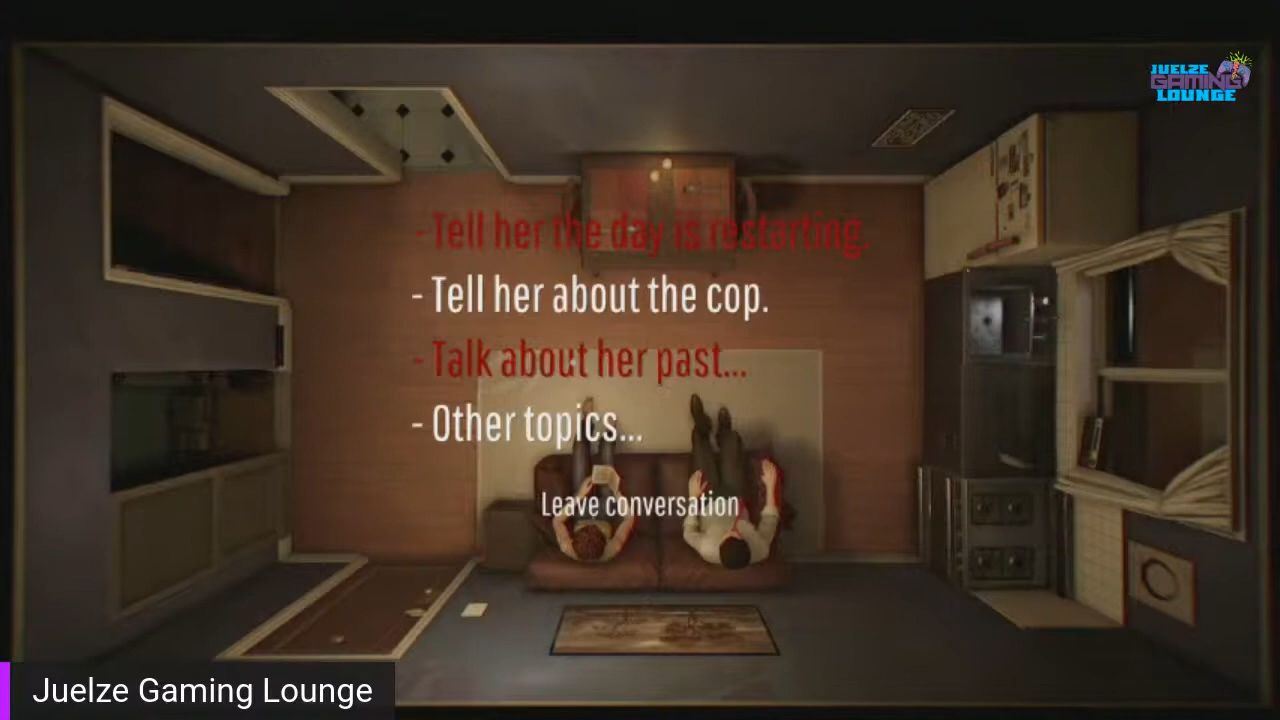 JUELZE
GAMING
LOUNGE
-Tell her the day is restarting.
- Tell her about the cop.
- Talk about her past...
- Other topics...
Leave conversation
Juelze Gaming Lounge